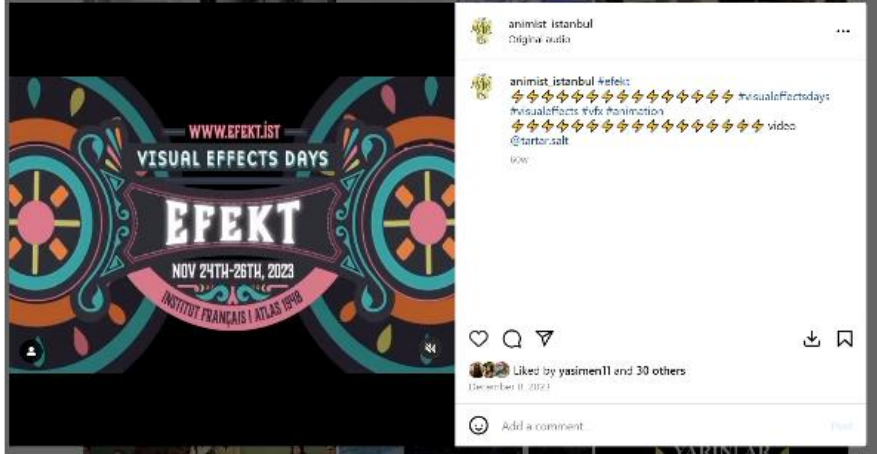 WWW.EFEKT.İST
VISUAL EFFECTS DAYS
EFEKT
NOV 24TH-26TH, 2023
INSTITUT FRANÇAIS | ATLAS 1948
animist_istanbul
Original audio
animist_istanbul #efekt
⚡⚡⚡⚡⚡⚡⚡⚡⚡⚡⚡⚡⚡⚡⚡ #visualeffectsdays
#visualeffects #vfx #animation
⚡⚡⚡⚡⚡⚡⚡⚡⚡⚡⚡⚡⚡⚡⚡⚡⚡ video
@tartar.salt
60w
Liked by yasimen11 and 30 others
December 8, 2023
Add a comment...
Post
YARINLAR